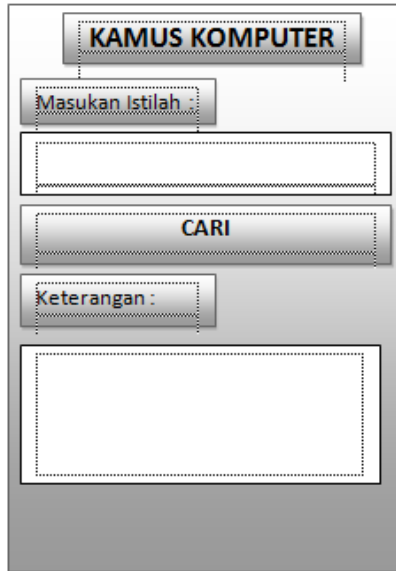 KAMUS KOMPUTER
Masukan Istilah :
CARI
Keterangan :